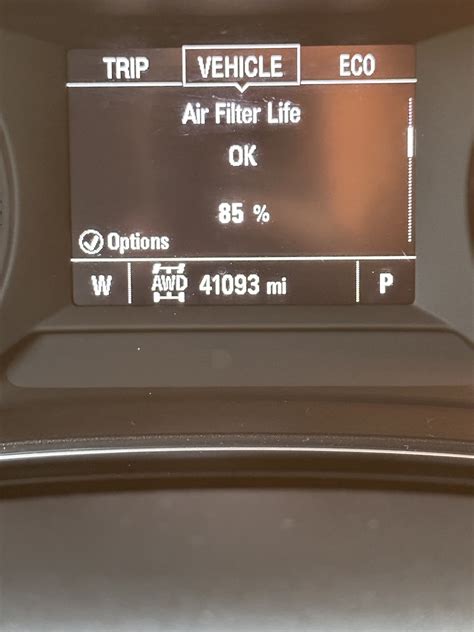 TRIP VEHICLE ECO
Air Filter Life
OK
85 %
Options
W AWD 41093 mi P